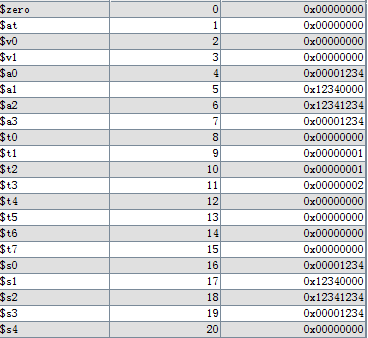 $zero 0 0x00000000
$at 1 0x00000000
$v0 2 0x00000000
$v1 3 0x00000000
$a0 4 0x00001234
$a1 5 0x12340000
$a2 6 0x12341234
$a3 7 0x00001234
$t0 8 0x00000000
$t1 9 0x00000001
$t2 10 0x00000001
$t3 11 0x00000002
$t4 12 0x00000000
$t5 13 0x00000000
$t6 14 0x00000000
$t7 15 0x00000000
$s0 16 0x00001234
$s1 17 0x12340000
$s2 18 0x12341234
$s3 19 0x00001234
$s4 20 0x00000000